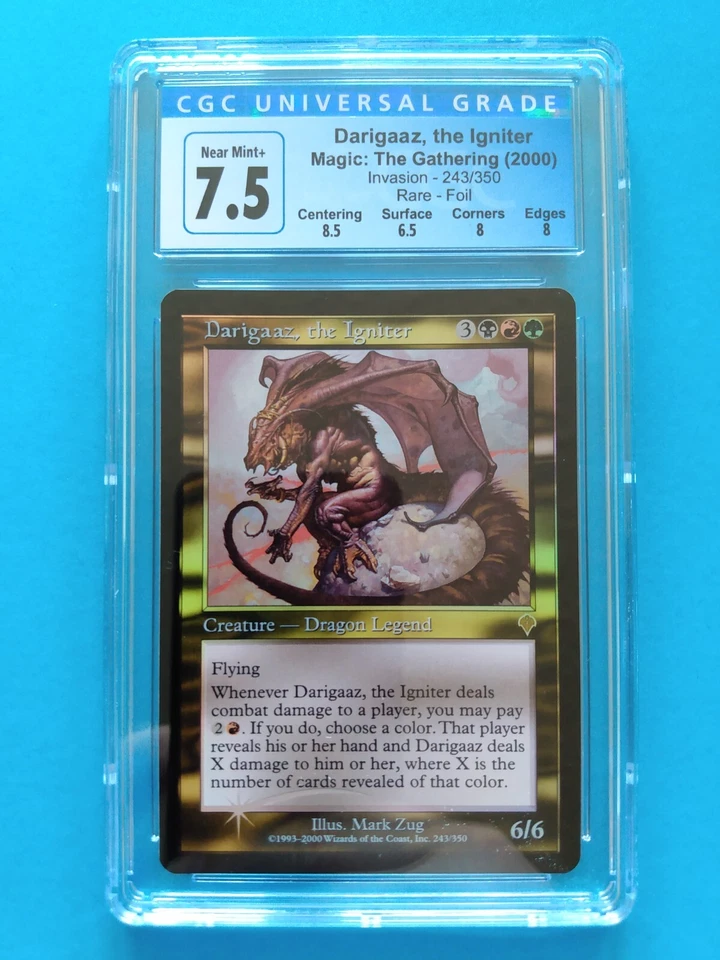 CGC UNIVERSAL GRADE
Near Mint+
7.5
Darigaaz, the Igniter
Magic: The Gathering (2000)
Invasion - 243/350
Rare - Foil
Centering Surface Corners Edges
8.5 6.5 8 8
Darigaaz, the Igniter 3
Creature — Dragon Legend
Flying
Whenever Darigaaz, the Igniter deals
combat damage to a player, you may pay
2 . If you do, choose a color. That player
reveals his or her hand and Darigaaz deals
X damage to him or her, where X is the
number of cards revealed of that color.
Illus. Mark Zug
©1993–2000 Wizards of the Coast, Inc. 243/350
6/6